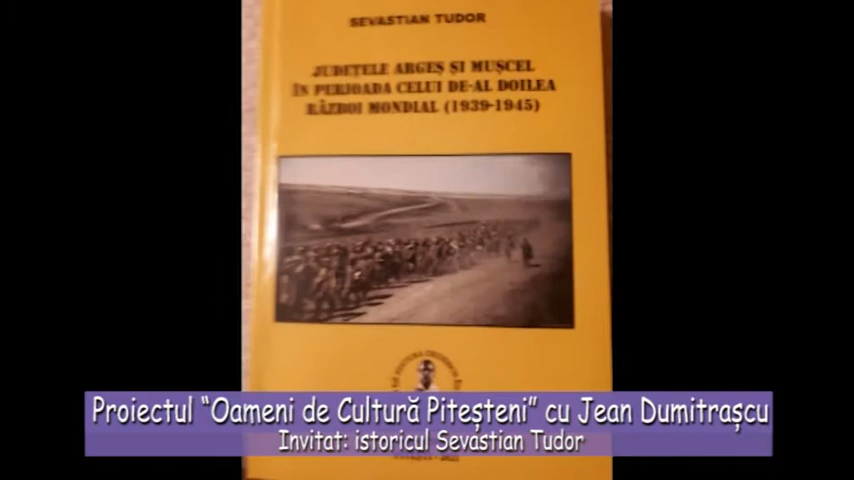 SEVASTIAN TUDOR
JUDEȚELE ARGEȘ ȘI MUȘCEL
ÎN PERIOADA CELUI DE-AL DOILEA
RĂZBOI MONDIAL (1939-1945)
Proiectul “Oameni de Cultură Piteșteni” cu Jean Dumitrașcu
Invitat: istoricul Sevastian Tudor